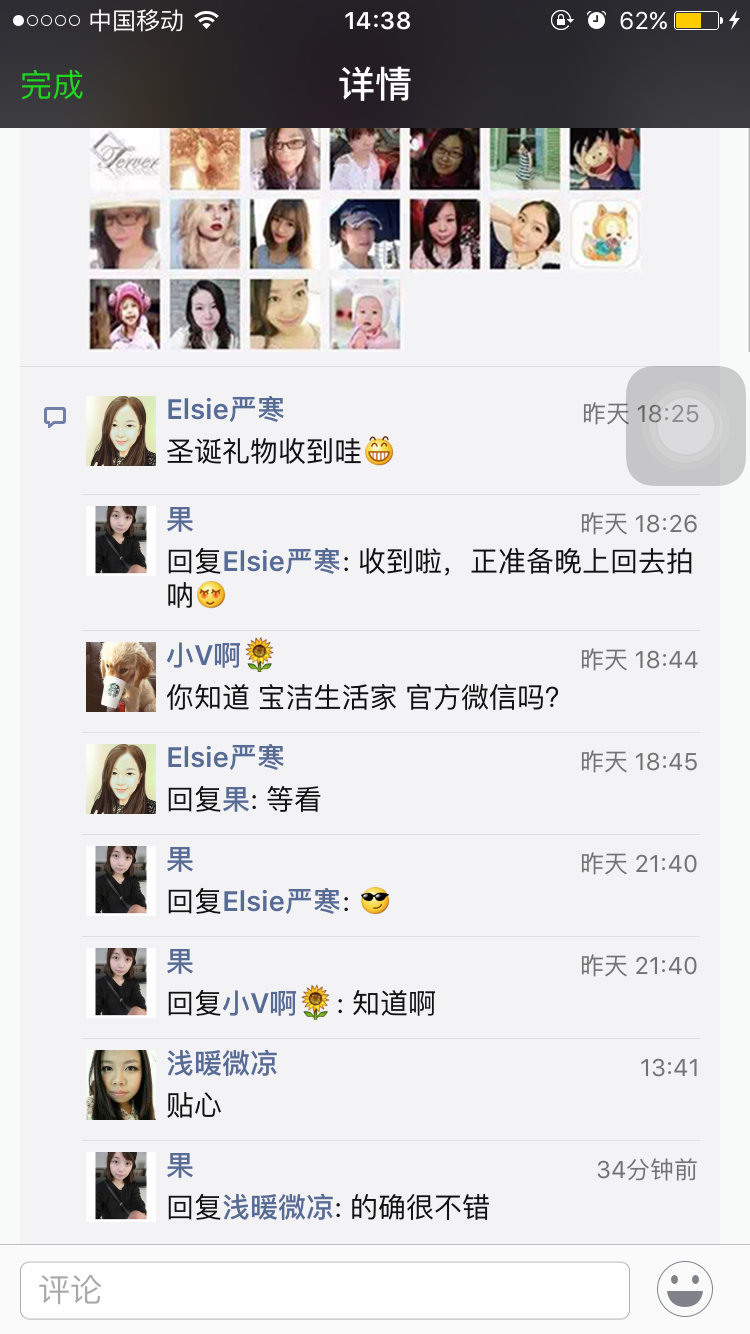 中国移动
14:38
62%
完成
详情
Terver
Elsie严寒
昨天 18:25
圣诞礼物收到哇😁
果
昨天 18:26
回复Elsie严寒: 收到啦，正准备晚上回去拍
呐😍
小V啊🌻
昨天 18:44
你知道 宝洁生活家 官方微信吗?
Elsie严寒
昨天 18:45
回复果: 等看
果
昨天 21:40
回复Elsie严寒: 😎
果
昨天 21:40
回复小V啊🌻: 知道啊
浅暖微凉
13:41
贴心
果
34分钟前
回复浅暖微凉: 的确很不错
评论